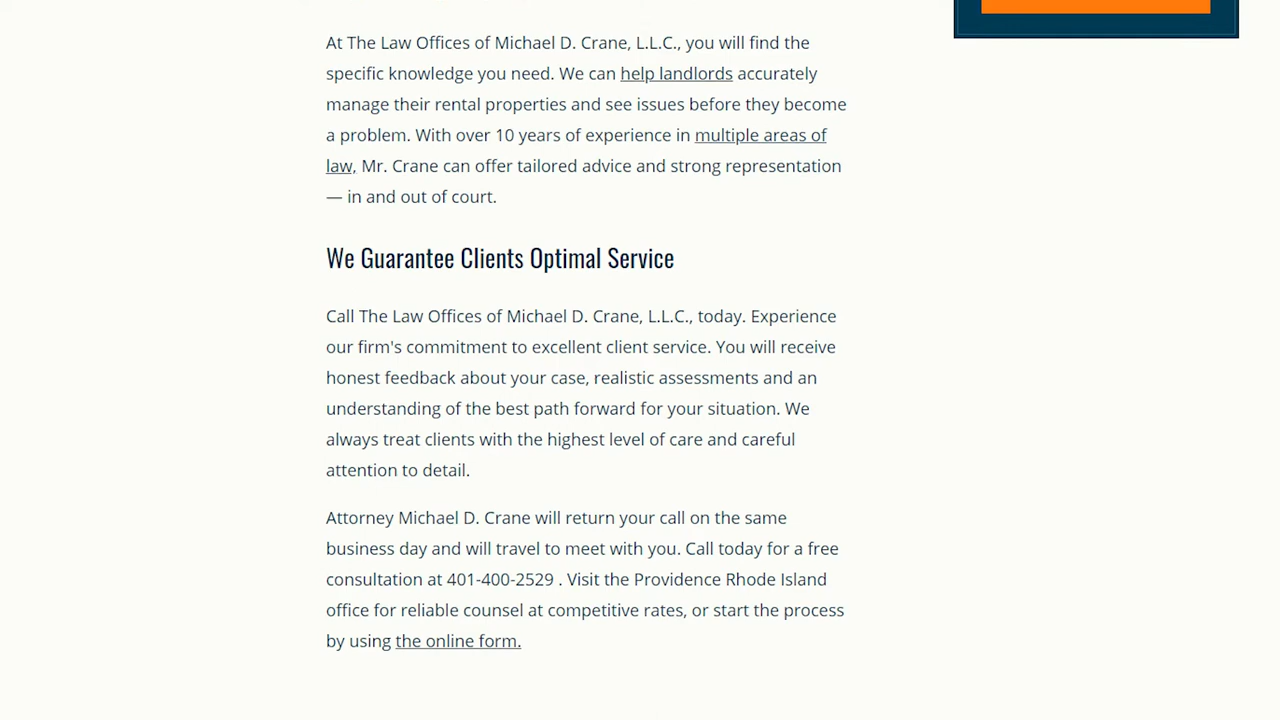 At The Law Offices of Michael D. Crane, L.L.C., you will find the
specific knowledge you need. We can help landlords accurately
manage their rental properties and see issues before they become
a problem. With over 10 years of experience in multiple areas of
law, Mr. Crane can offer tailored advice and strong representation
— in and out of court.
We Guarantee Clients Optimal Service
Call The Law Offices of Michael D. Crane, L.L.C., today. Experience
our firm's commitment to excellent client service. You will receive
honest feedback about your case, realistic assessments and an
understanding of the best path forward for your situation. We
always treat clients with the highest level of care and careful
attention to detail.
Attorney Michael D. Crane will return your call on the same
business day and will travel to meet with you. Call today for a free
consultation at 401-400-2529 . Visit the Providence Rhode Island
office for reliable counsel at competitive rates, or start the process
by using the online form.